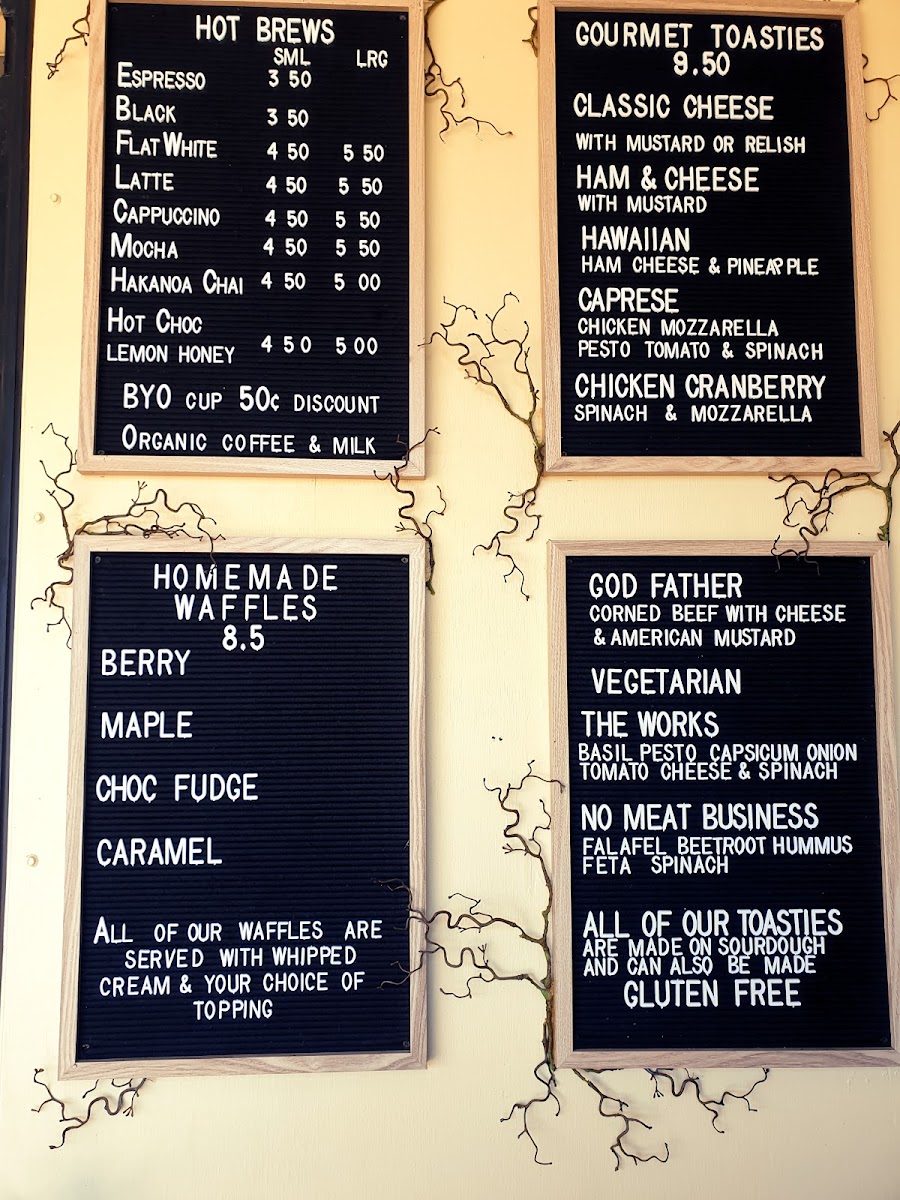 HOT BREWS
SML LRG
ESPRESSO 3 50
BLACK 3 50
FLAT WHITE 4 50 5 50
LATTE 4 50 5 50
CAPPUCCINO 4 50 5 50
MOCHA 4 50 5 50
HAKANOA CHAI 4 50 5 00
HOT CHOC
LEMON HONEY 4 50 5 00
BYO CUP 50¢ DISCOUNT
ORGANIC COFFEE & MILK
GOURMET TOASTIES
9.50
CLASSIC CHEESE
WITH MUSTARD OR RELISH
HAM & CHEESE
WITH MUSTARD
HAWAIIAN
HAM CHEESE & PINEAPPLE
CAPRESE
CHICKEN MOZZARELLA
PESTO TOMATO & SPINACH
CHICKEN CRANBERRY
SPINACH & MOZZARELLA
HOMEMADE
WAFFLES
8.5
BERRY
MAPLE
CHOC FUDGE
CARAMEL
ALL OF OUR WAFFLES ARE
SERVED WITH WHIPPED
CREAM & YOUR CHOICE OF
TOPPING
GOD FATHER
CORNED BEEF WITH CHEESE
& AMERICAN MUSTARD
VEGETARIAN
THE WORKS
BASIL PESTO CAPSICUM ONION
TOMATO CHEESE & SPINACH
NO MEAT BUSINESS
FALAFEL BEETROOT HUMMUS
FETA SPINACH
ALL OF OUR TOASTIES
ARE MADE ON SOURDOUGH
AND CAN ALSO BE MADE
GLUTEN FREE